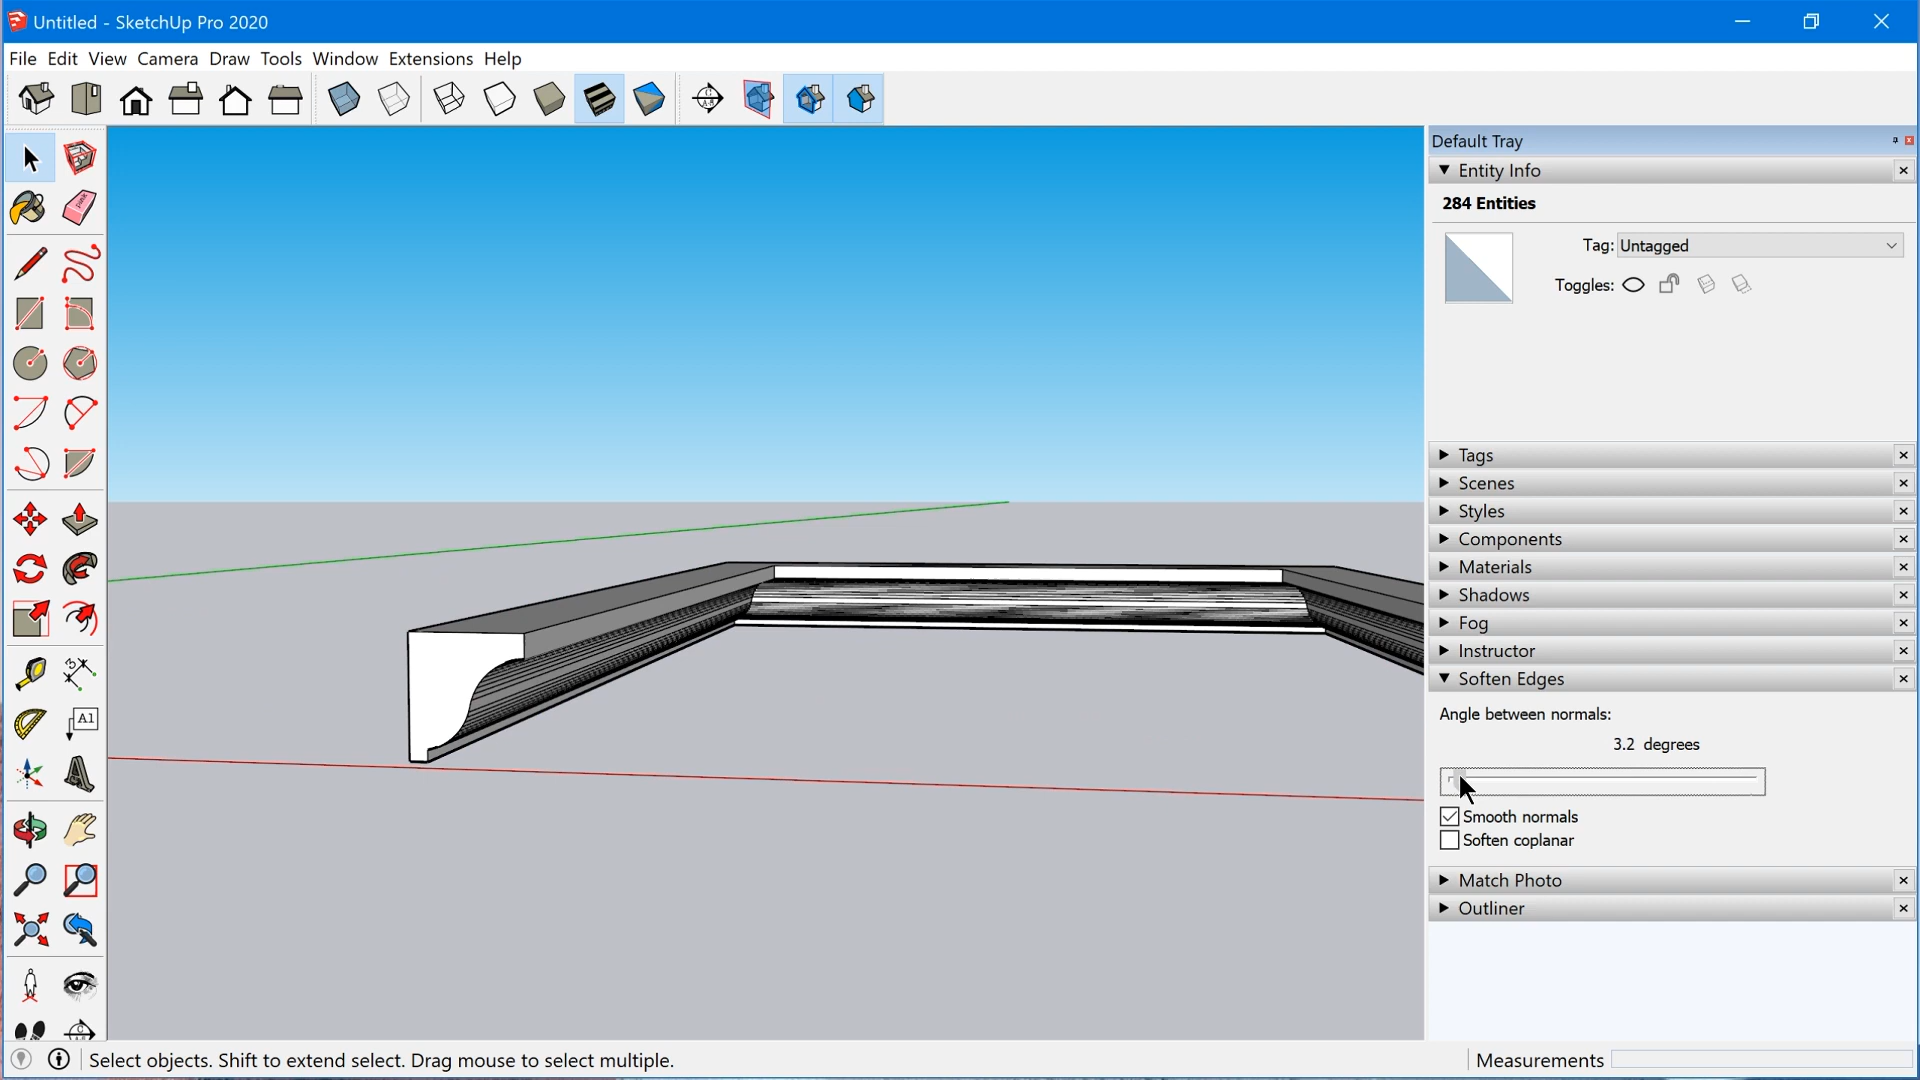 Untitled - SketchUp Pro 2020
File Edit View Camera Draw Tools Window Extensions Help
Default Tray
Entity Info
284 Entities
Tag: Untagged
Toggles:
Tags
Scenes
Styles
Components
Materials
Shadows
Fog
Instructor
Soften Edges
Angle between normals:
3.2 degrees
Smooth normals
Soften coplanar
Match Photo
Outliner
A1
Select objects. Shift to extend select. Drag mouse to select multiple.
Measurements